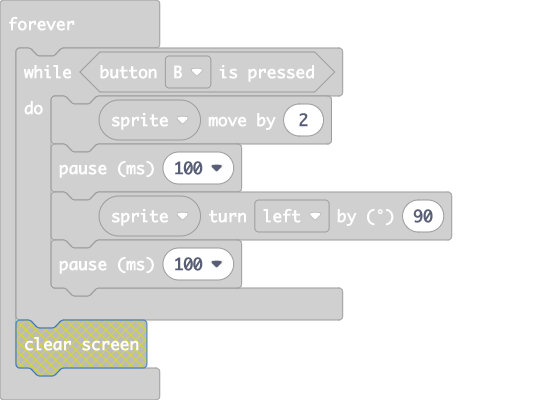 forever
while button B is pressed
do
sprite move by 2
pause (ms) 100
sprite turn left by (°) 90
pause (ms) 100
clear screen